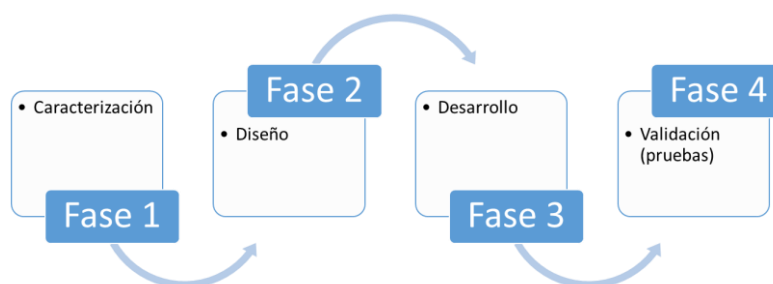 • Caracterización
Fase 1
Fase 2
• Diseño
• Desarrollo
Fase 3
Fase 4
• Validación
(pruebas)